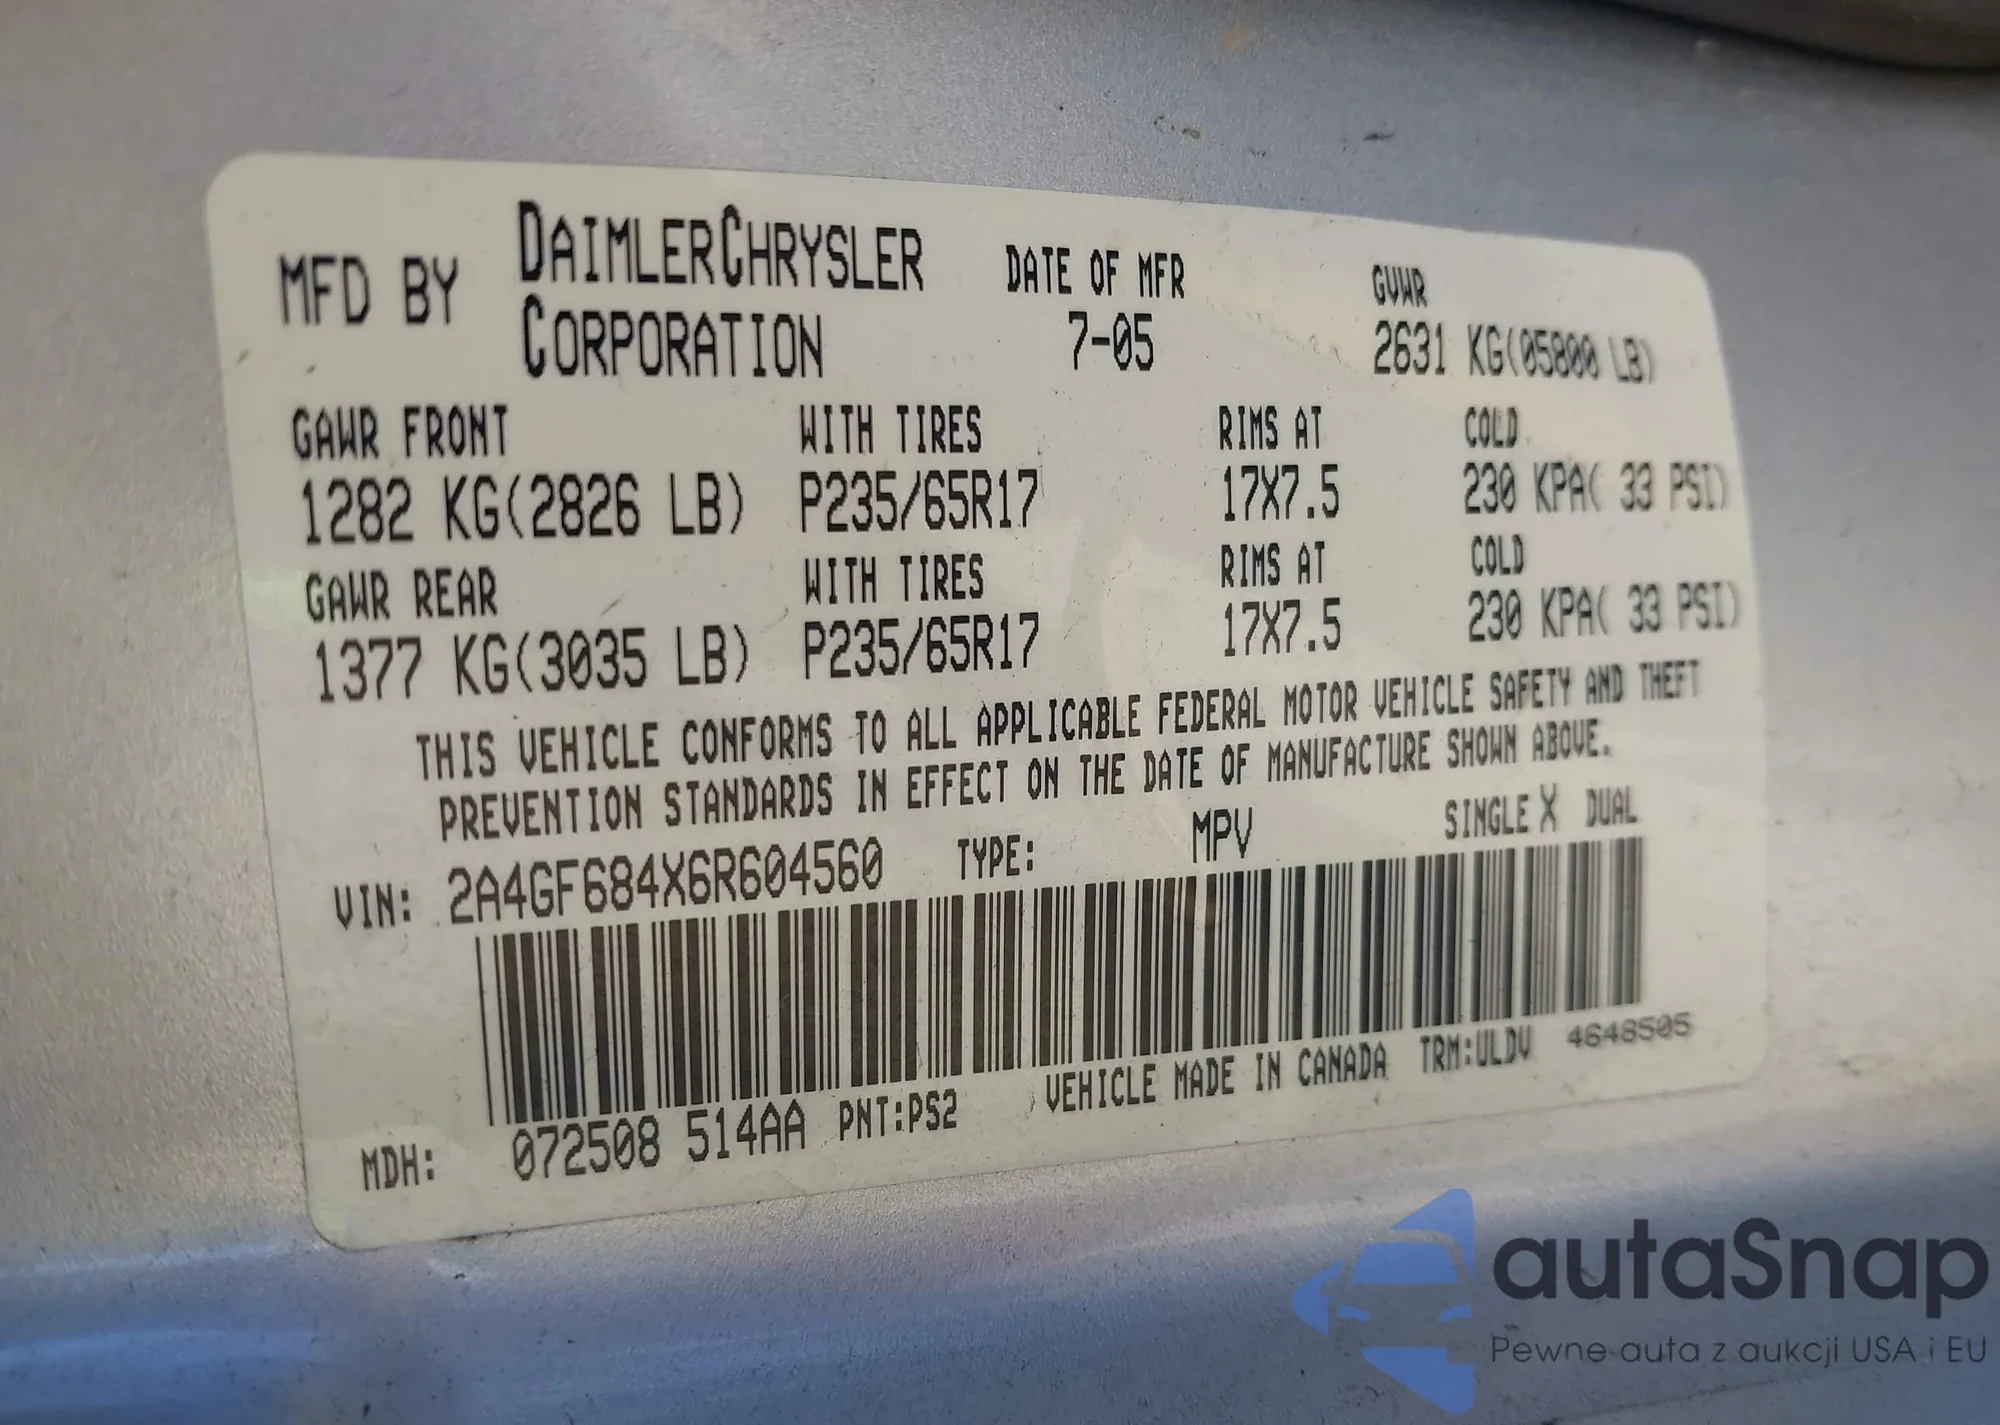 MFD BY DAIMLERCHRYSLER CORPORATION DATE OF MFR 7-05 GVWR 2631 KG(05800 LB)
GAWR FRONT WITH TIRES RIMS AT COLD
1282 KG(2826 LB) P235/65R17 17X7.5 230 KPA( 33 PSI)
GAWR REAR WITH TIRES RIMS AT COLD
1377 KG(3035 LB) P235/65R17 17X7.5 230 KPA( 33 PSI)
THIS VEHICLE CONFORMS TO ALL APPLICABLE FEDERAL MOTOR VEHICLE SAFETY AND THEFT
PREVENTION STANDARDS IN EFFECT ON THE DATE OF MANUFACTURE SHOWN ABOVE.
VIN: 2A4GF684X6R604560 TYPE: MPV SINGLE X DUAL
MDH: 072508 514AA PNT:PS2 VEHICLE MADE IN CANADA TRM:ULDV 4648505
autaSnap
Pewne auta z aukcji USA i EU